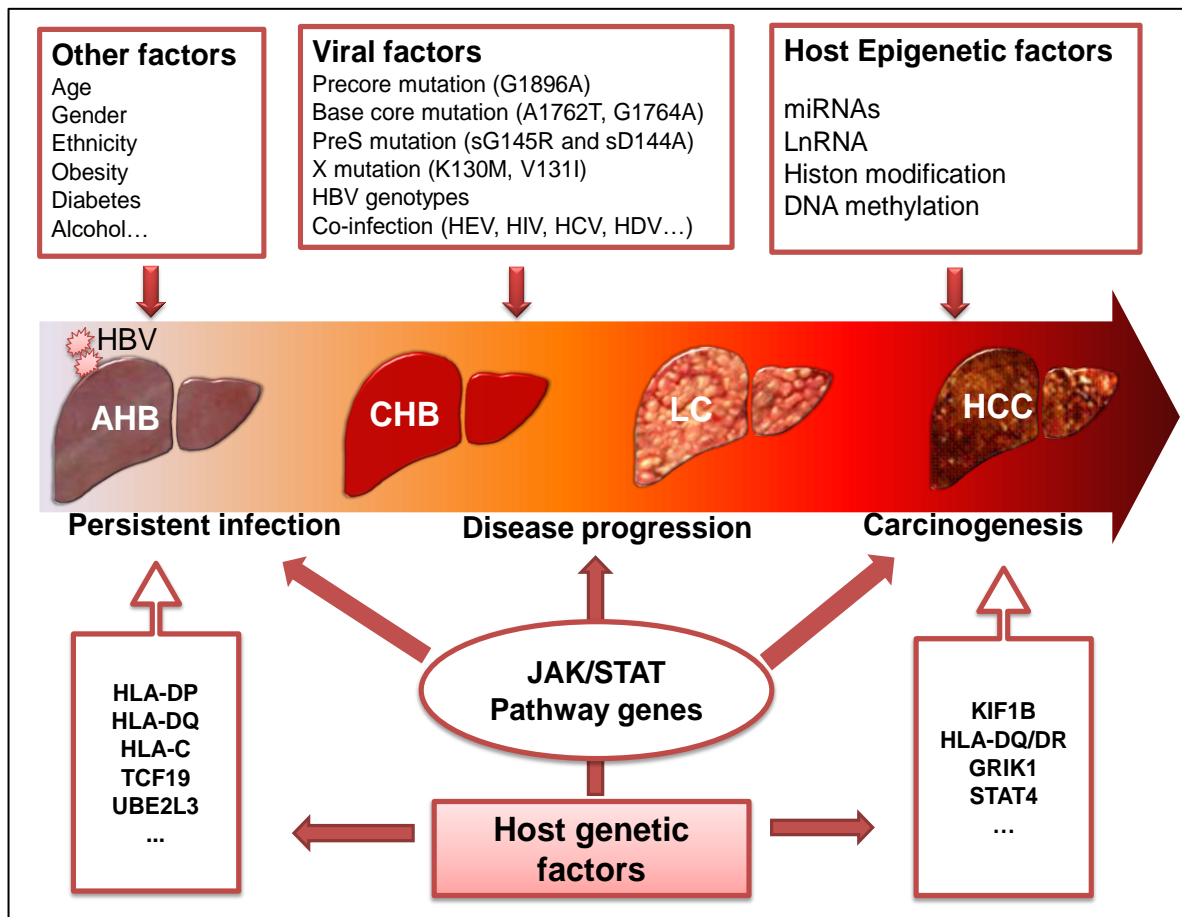 Other factors
Age
Gender
Ethnicity
Obesity
Diabetes
Alcohol…
Viral factors
Precore mutation (G1896A)
Base core mutation (A1762T, G1764A)
PreS mutation (sG145R and sD144A)
X mutation (K130M, V131I)
HBV genotypes
Co-infection (HEV, HIV, HCV, HDV…)
Host Epigenetic factors
miRNAs
LnRNA
Histon modification
DNA methylation
HBV
AHB
CHB
LC
HCC
Persistent infection
Disease progression
Carcinogenesis
HLA-DP
HLA-DQ
HLA-C
TCF19
UBE2L3
...
JAK/STAT
Pathway genes
Host genetic
factors
KIF1B
HLA-DQ/DR
GRIK1
STAT4
…